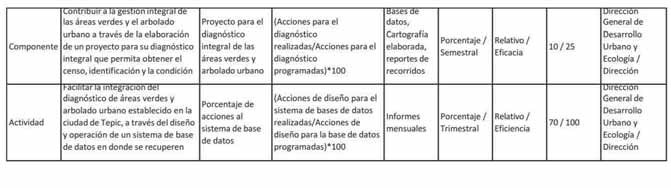 Contribuir a la gestión integral de
las áreas verdes y el arbolado
urbano a través de la elaboración
de un proyecto para su diagnóstico
integral que permita obtener el
censo, identificación y la condición
Componente
Proyecto para el
diagnóstico
integral de las
áreas verdes y
arbolado urbano
(Acciones para el
diagnóstico
realizadas/Acciones para el
diagnóstico
programadas)*100
Bases de
datos,
Cartografía
elaborada,
reportes de
recorridos
Porcentaje /
Semestral
Relativo /
Eficacia
10 / 25
Dirección
General de
Desarrollo
Urbano y
Ecología /
Dirección
Actividad
Facilitar la integración del
diagnóstico de áreas verdes y
arbolado urbano establecido en la
ciudad de Tepic, a través del diseño
y operación de un sistema de base
de datos en donde se recuperen
Porcentaje de
acciones al
sistema de base
de datos
(Acciones de diseño para el
sistema de bases de datos
realizadas/Acciones de
diseño para la base de datos
programadas)*100
Informes
mensuales
Porcentaje /
Trimestral
Relativo /
Eficiencia
70 / 100
Dirección
General de
Desarrollo
Urbano y
Ecología /
Dirección